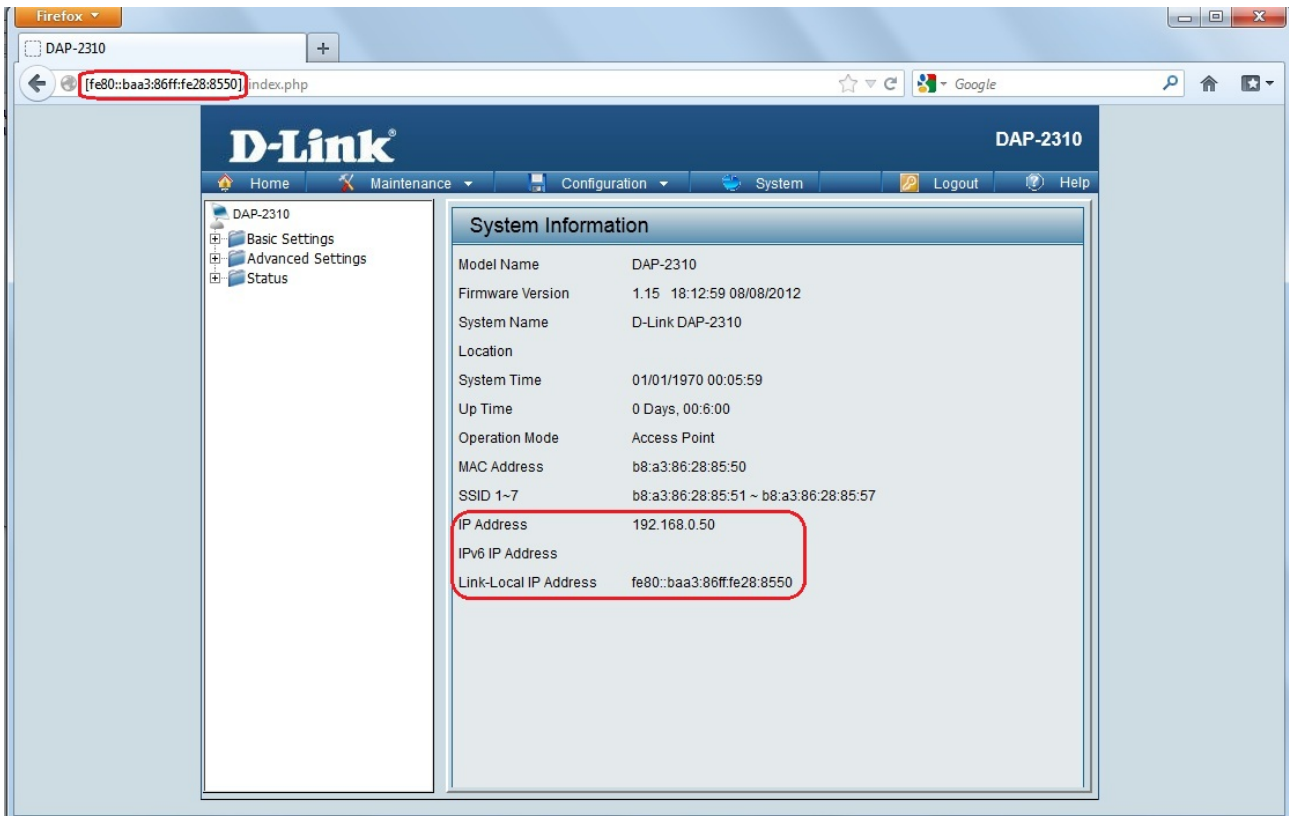 Firefox
DAP-2310
[fe80::baa3:86ff:fe28:8550]/index.php
Google
D-Link®
DAP-2310
Home Maintenance Configuration System Logout Help
DAP-2310
Basic Settings
Advanced Settings
Status
System Information
Model Name DAP-2310
Firmware Version 1.15 18:12:59 08/08/2012
System Name D-Link DAP-2310
Location
System Time 01/01/1970 00:05:59
Up Time 0 Days, 00:6:00
Operation Mode Access Point
MAC Address b8:a3:86:28:85:50
SSID 1~7 b8:a3:86:28:85:51 ~ b8:a3:86:28:85:57
IP Address 192.168.0.50
IPv6 IP Address
Link-Local IP Address fe80::baa3:86ff:fe28:8550